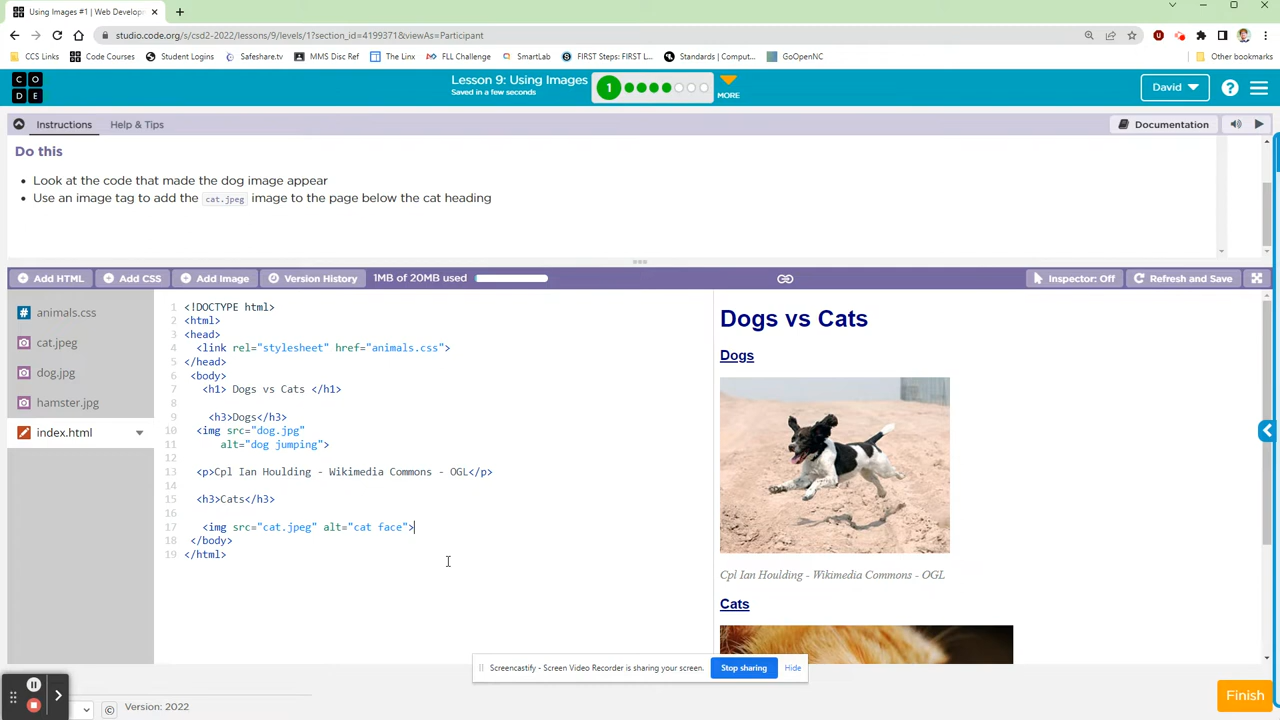 Using Images #1 | Web Develop
studio.code.org/s/csd2-2022/lessons/9/levels/1?section_id=4199371&viewAs=Participant
CCS Links
Code Courses
Student Logins
Safeshare.tv
MMS Disc Ref
The Linx
FLL Challenge
SmartLab
FIRST Steps: FIRST L...
Standards | Comput...
GoOpenNC
Other bookmarks
C O
D E
Lesson 9: Using Images
Saved in a few seconds
1
MORE
David
?
Instructions
Help & Tips
Documentation
Do this
• Look at the code that made the dog image appear
• Use an image tag to add the cat.jpeg image to the page below the cat heading
Add HTML
Add CSS
Add Image
Version History
1MB of 20MB used
Inspector: Off
Refresh and Save
animals.css
cat.jpeg
dog.jpg
hamster.jpg
index.html
1 <!DOCTYPE html>
2 <html>
3 <head>
4 <link rel="stylesheet" href="animals.css">
5 </head>
6 <body>
7 <h1> Dogs vs Cats </h1>
8
9 <h3>Dogs</h3>
10 <img src="dog.jpg"
11 alt="dog jumping">
12
13 <p>Cpl Ian Houlding - Wikimedia Commons - OGL</p>
14
15 <h3>Cats</h3>
16
17 <img src="cat.jpeg" alt="cat face">
18 </body>
19 </html>
Dogs vs Cats
Dogs
Cpl Ian Houlding - Wikimedia Commons - OGL
Cats
Screencastify - Screen Video Recorder is sharing your screen.
Stop sharing
Hide
Finish
© Version: 2022